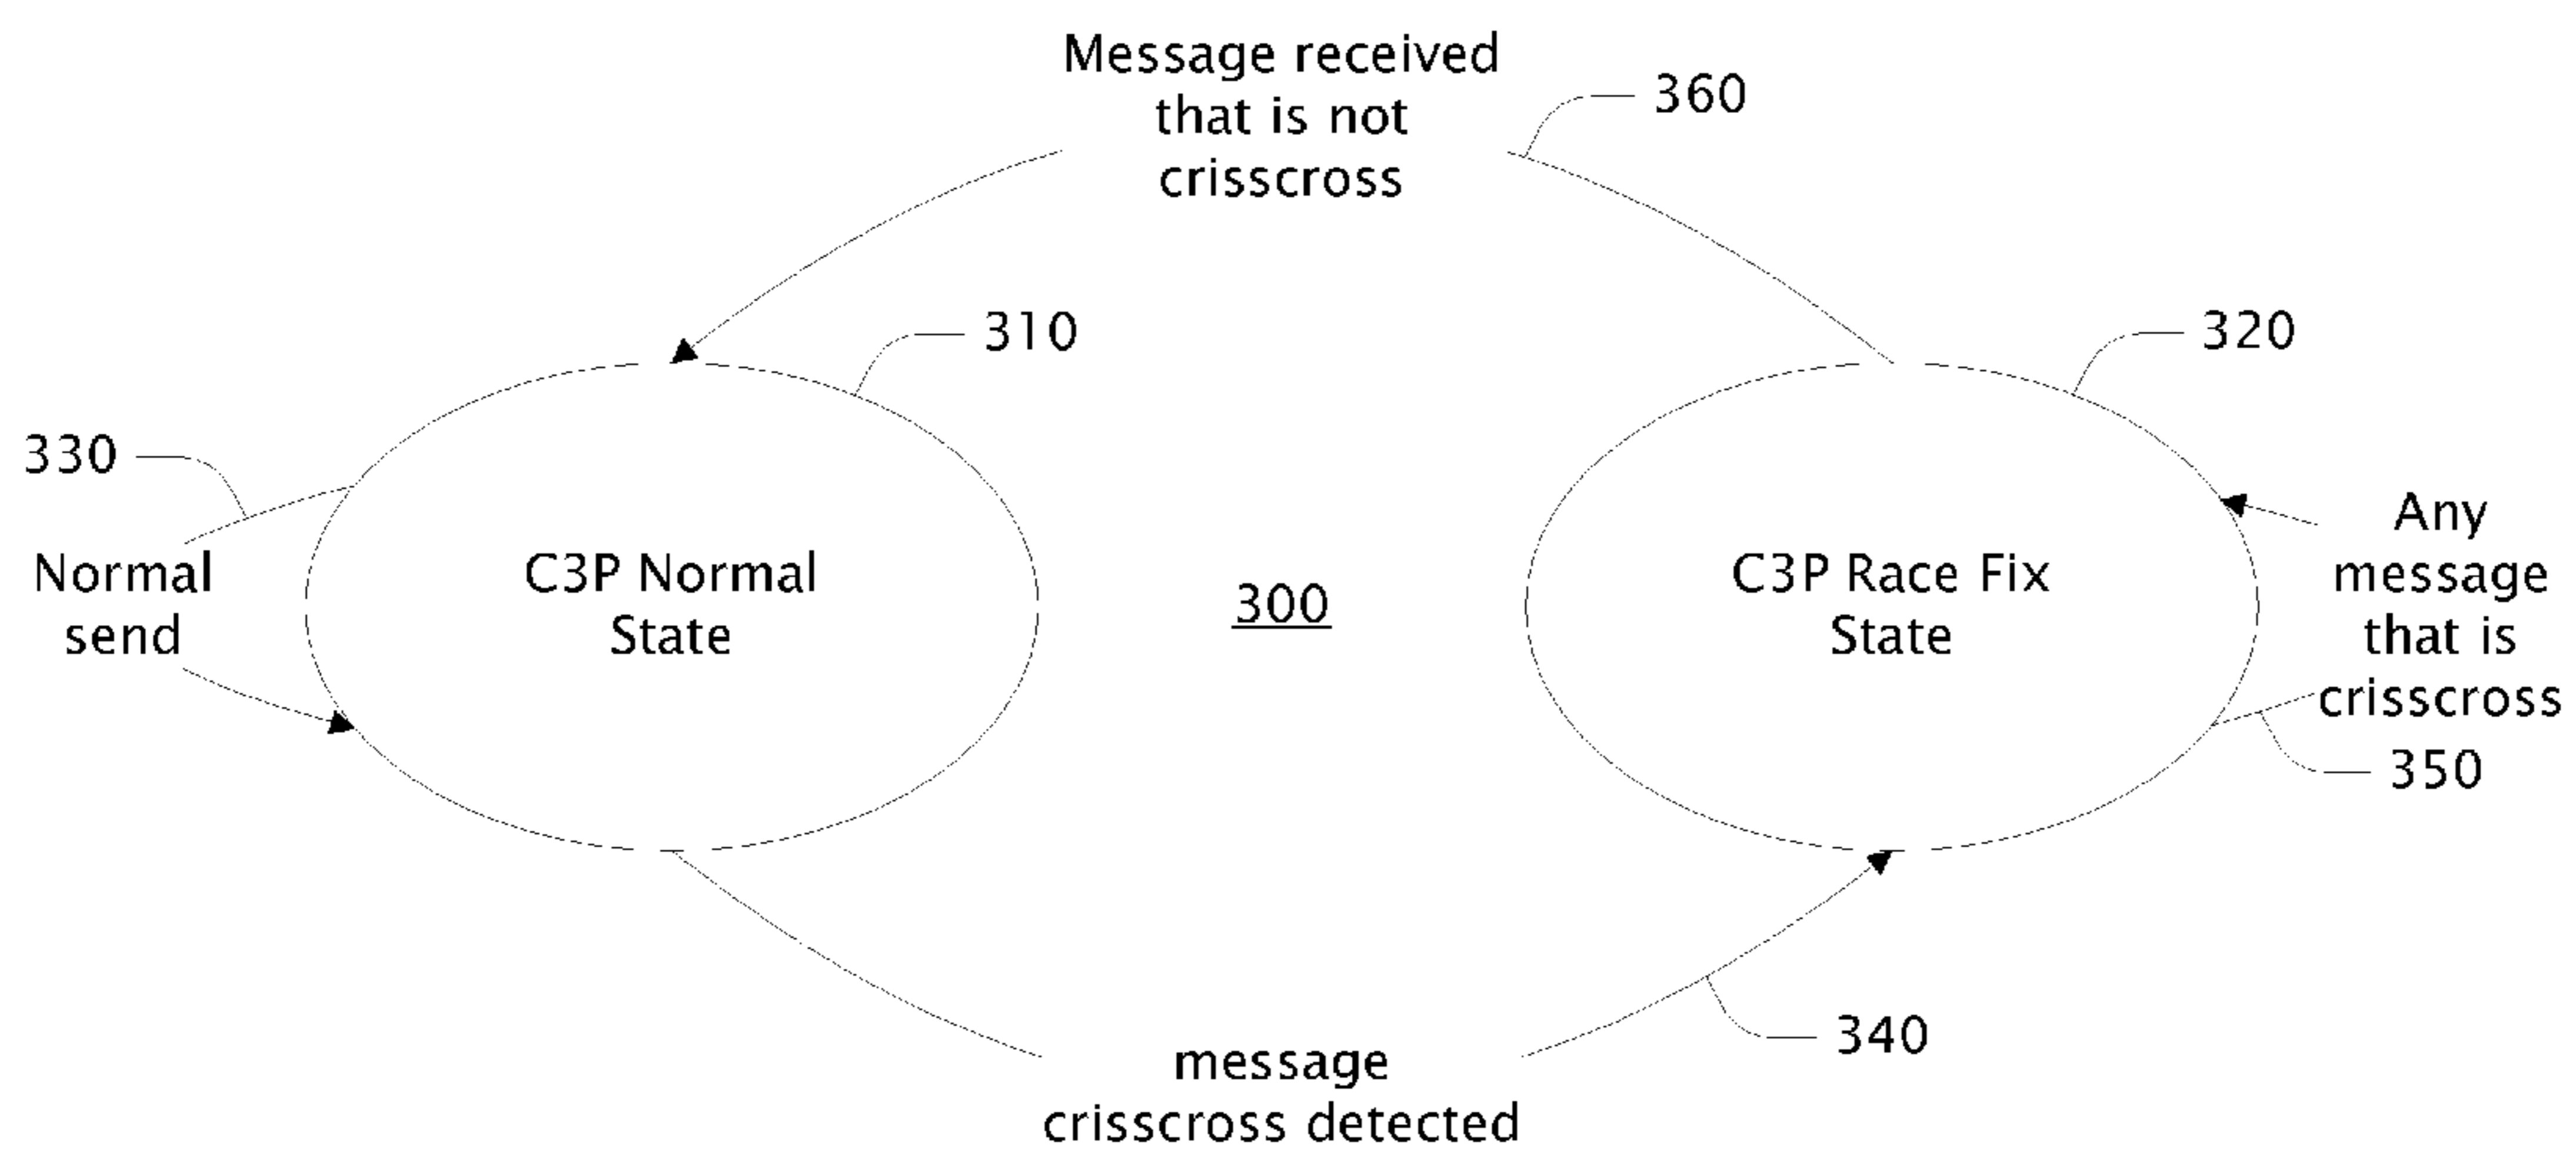 Message received
that is not
crisscross
360
310
320
330
Normal
send
C3P Normal
State
300
C3P Race Fix
State
Any
message
that is
crisscross
350
340
message
crisscross detected